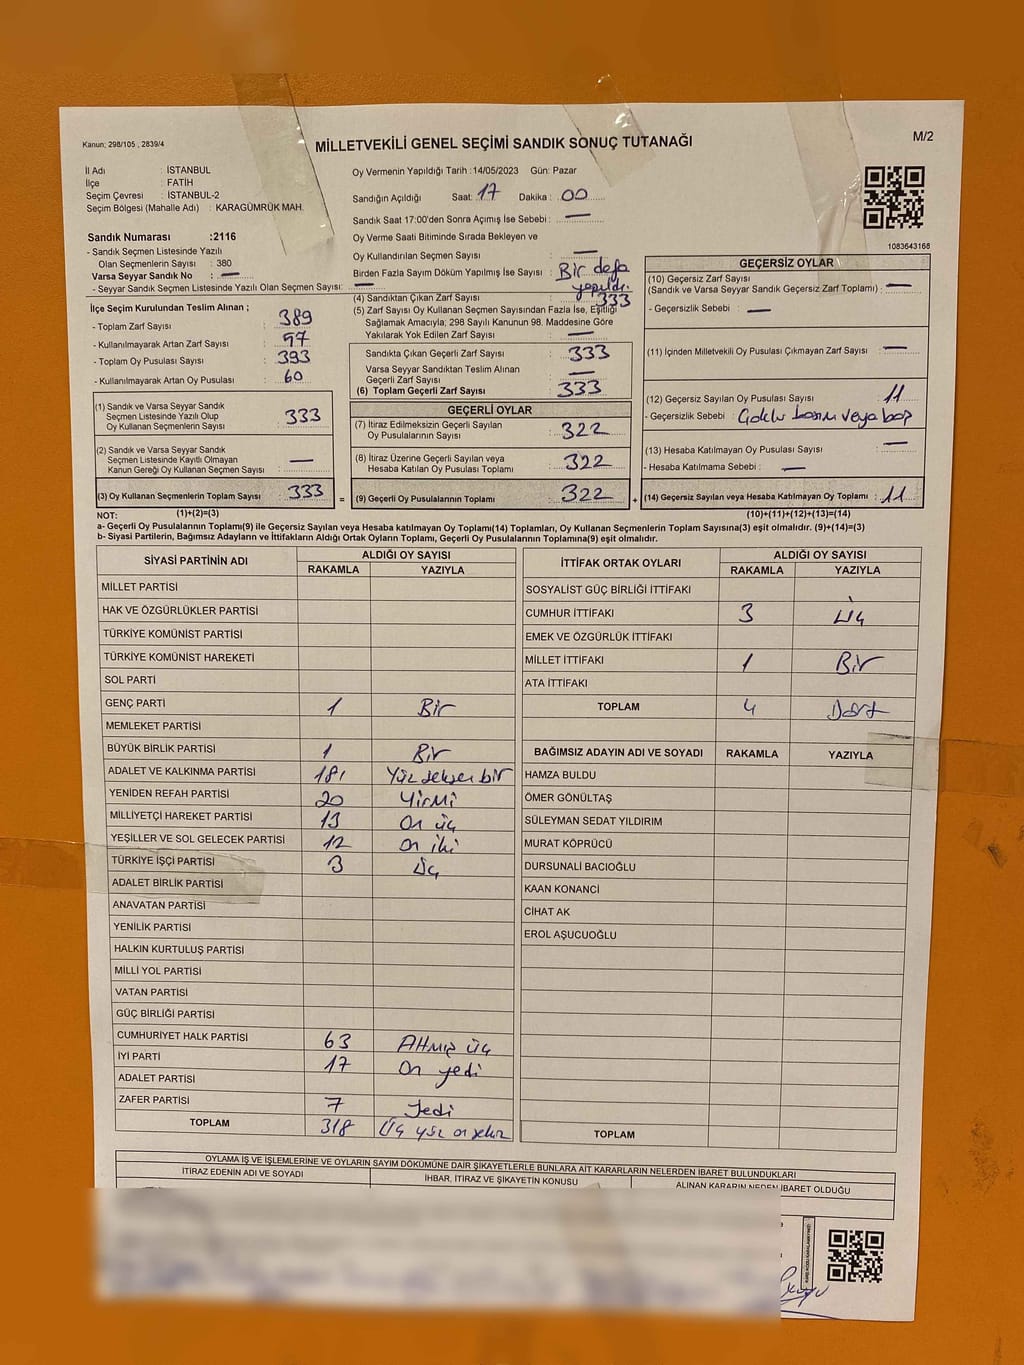 Kanun; 298/105 , 2839/4
MİLLETVEKİLİ GENEL SEÇİMİ SANDIK SONUÇ TUTANAĞI
M/2
İl Adı : İSTANBUL
İlçe : FATİH
Seçim Çevresi : İSTANBUL-2
Seçim Bölgesi (Mahalle Adı) : KARAGÜMRÜK MAH.
Oy Vermenin Yapıldığı Tarih :14/05/2023 Gün: Pazar
Sandığın Açıldığı Saat: 17 Dakika : 00
Sandık Saat 17:00'den Sonra Açımış İse Sebebi : —
Sandık Numarası :2116
- Sandık Seçmen Listesinde Yazılı
Olan Seçmenlerin Sayısı : 380
Varsa Seyyar Sandık No : —
- Seyyar Sandık Seçmen Listesinde Yazılı Olan Seçmen Sayısı: —
Oy Verme Saati Bitiminde Sırada Bekleyen ve
Oy Kullandırılan Seçmen Sayısı : —
Birden Fazla Sayım Döküm Yapılmış İse Sayısı : Bir defa
yapıldı.
1083643168
İlçe Seçim Kurulundan Teslim Alınan ;
- Toplam Zarf Sayısı : 389
- Kullanılmayarak Artan Zarf Sayısı : 57
- Toplam Oy Pusulası Sayısı : 393
- Kullanılmayarak Artan Oy Pusulası : 60
(4) Sandıktan Çıkan Zarf Sayısı : 333
(5) Zarf Sayısı Oy Kullanan Seçmen Sayısından Fazla İse, Eşitliği
Sağlamak Amacıyla; 298 Sayılı Kanunun 98. Maddesine Göre
Yakılarak Yok Edilen Zarf Sayısı : —
Sandıkta Çıkan Geçerli Zarf Sayısı : 333
Varsa Seyyar Sandıktan Teslim Alınan
Geçerli Zarf Sayısı : —
(6) Toplam Geçerli Zarf Sayısı : 333
GEÇERSİZ OYLAR
(10) Geçersiz Zarf Sayısı
(Sandık ve Varsa Seyyar Sandık Geçersiz Zarf Toplamı) : —
- Geçersizlik Sebebi : —
(11) İçinden Milletvekili Oy Pusulası Çıkmayan Zarf Sayısı : —
(12) Geçersiz Sayılan Oy Pusulası Sayısı : 11
- Geçersizlik Sebebi : Çoklu basım veya boş
(13) Hesaba Katılmayan Oy Pusulası Sayısı : —
- Hesaba Katılmama Sebebi : —
(14) Geçersiz Sayılan veya Hesaba Katılmayan Oy Toplamı : 11
(10)+(11)+(12)+(13)=(14)
(1) Sandık ve Varsa Seyyar Sandık
Seçmen Listesinde Yazılı Olup
Oy Kullanan Seçmenlerin Sayısı : 333
(2) Sandık ve Varsa Seyyar Sandık
Seçmen Listesinde Kayıtlı Olmayan
Kanun Gereği Oy Kullanan Seçmen Sayısı : —
(3) Oy Kullanan Seçmenlerin Toplam Sayısı : 333
(1)+(2)=(3)
GEÇERLİ OYLAR
(7) İtiraz Edilmeksizin Geçerli Sayılan
Oy Pusulalarının Sayısı : 322
(8) İtiraz Üzerine Geçerli Sayılan veya
Hesaba Katılan Oy Pusulası Toplamı : 322
(9) Geçerli Oy Pusulalarının Toplamı : 322
NOT:
a- Geçerli Oy Pusulalarının Toplamı(9) ile Geçersiz Sayılan veya Hesaba katılmayan Oy Toplamı(14) Toplamları, Oy Kullanan Seçmenlerin Toplam Sayısına(3) eşit olmalıdır. (9)+(14)=(3)
b- Siyasi Partilerin, Bağımsız Adayların ve İttifakların Aldığı Ortak Oyların Toplamı, Geçerli Oy Pusulalarının Toplamına(9) eşit olmalıdır.
SİYASİ PARTİNİN ADI ALDIĞI OY SAYISI
RAKAMLA YAZIYLA
MİLLET PARTİSİ
HAK VE ÖZGÜRLÜKLER PARTİSİ
TÜRKİYE KOMÜNİST PARTİSİ
TÜRKİYE KOMÜNİST HAREKETİ
SOL PARTİ
GENÇ PARTİ 1 Bir
MEMLEKET PARTİSİ
BÜYÜK BİRLİK PARTİSİ 1 Bir
ADALET VE KALKINMA PARTİSİ 181 Yüz seksen bir
YENİDEN REFAH PARTİSİ 20 Yirmi
MİLLİYETÇİ HAREKET PARTİSİ 13 On üç
YEŞİLLER VE SOL GELECEK PARTİSİ 12 On iki
TÜRKİYE İŞÇİ PARTİSİ 3 Üç
ADALET BİRLİK PARTİSİ
ANAVATAN PARTİSİ
YENİLİK PARTİSİ
HALKIN KURTULUŞ PARTİSİ
MİLLİ YOL PARTİSİ
VATAN PARTİSİ
GÜÇ BİRLİĞİ PARTİSİ
CUMHURİYET HALK PARTİSİ 63 Altmış üç
İYİ PARTİ 17 On yedi
ADALET PARTİSİ
ZAFER PARTİSİ 7 Yedi
TOPLAM 318 Üç yüz on sekiz
İTTİFAK ORTAK OYLARI ALDIĞI OY SAYISI
RAKAMLA YAZIYLA
SOSYALİST GÜÇ BİRLİĞİ İTTİFAKI
CUMHUR İTTİFAKI 3 Üç
EMEK VE ÖZGÜRLÜK İTTİFAKI
MİLLET İTTİFAKI 1 Bir
ATA İTTİFAKI
TOPLAM 4 Dört
BAĞIMSIZ ADAYIN ADI VE SOYADI RAKAMLA YAZIYLA
HAMZA BULDU
ÖMER GÖNÜLTAŞ
SÜLEYMAN SEDAT YILDIRIM
MURAT KÖPRÜCÜ
DURSUNALİ BACIOĞLU
KAAN KONANCİ
CİHAT AK
EROL AŞUCUOĞLU
TOPLAM
OYLAMA İŞ VE İŞLEMLERİNE VE OYLARIN SAYIM DÖKÜMÜNE DAİR ŞİKAYETLERLE BUNLARA AİT KARARLARIN NELERDEN İBARET BULUNDUKLARI
İTİRAZ EDENİN ADI VE SOYADI İHBAR, İTİRAZ VE ŞİKAYETİN KONUSU ALINAN KARARIN NEDEN İBARET OLDUĞU